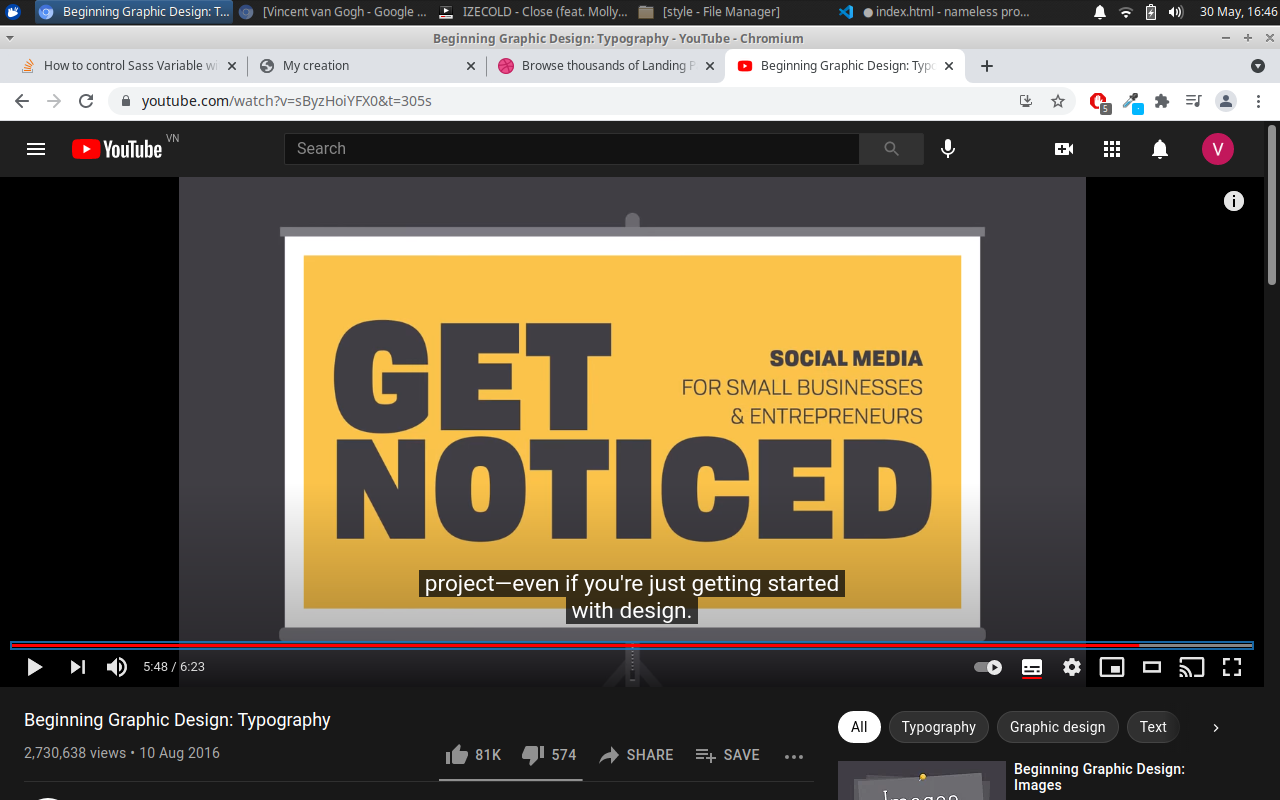 Beginning Graphic Design: T...
[Vincent van Gogh - Google ...
IZECOLD - Close (feat. Molly...
[style - File Manager]
index.html - nameless pro...
30 May, 16:46
Beginning Graphic Design: Typography - YouTube - Chromium
How to control Sass Variable wi
My creation
Browse thousands of Landing P
Beginning Graphic Design: Typo
youtube.com/watch?v=sByzHoiYFX0&t=305s
5
YouTube VN
Search
V
GET
NOTICED
SOCIAL MEDIA
FOR SMALL BUSINESSES
& ENTREPRENEURS
project—even if you're just getting started
with design.
5:48 / 6:23
Beginning Graphic Design: Typography
2,730,638 views • 10 Aug 2016
81K
574
SHARE
SAVE
All
Typography
Graphic design
Text
Images
Beginning Graphic Design:
Images